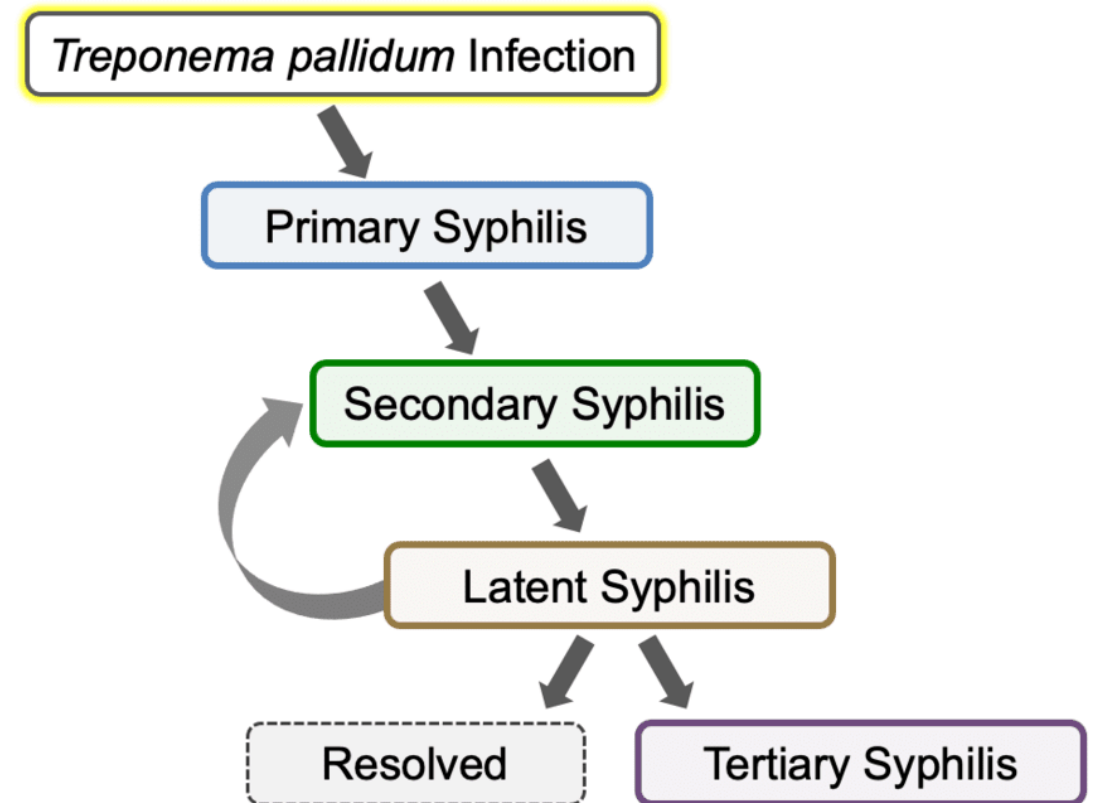 Treponema pallidum Infection
Primary Syphilis
Secondary Syphilis
Latent Syphilis
Resolved
Tertiary Syphilis